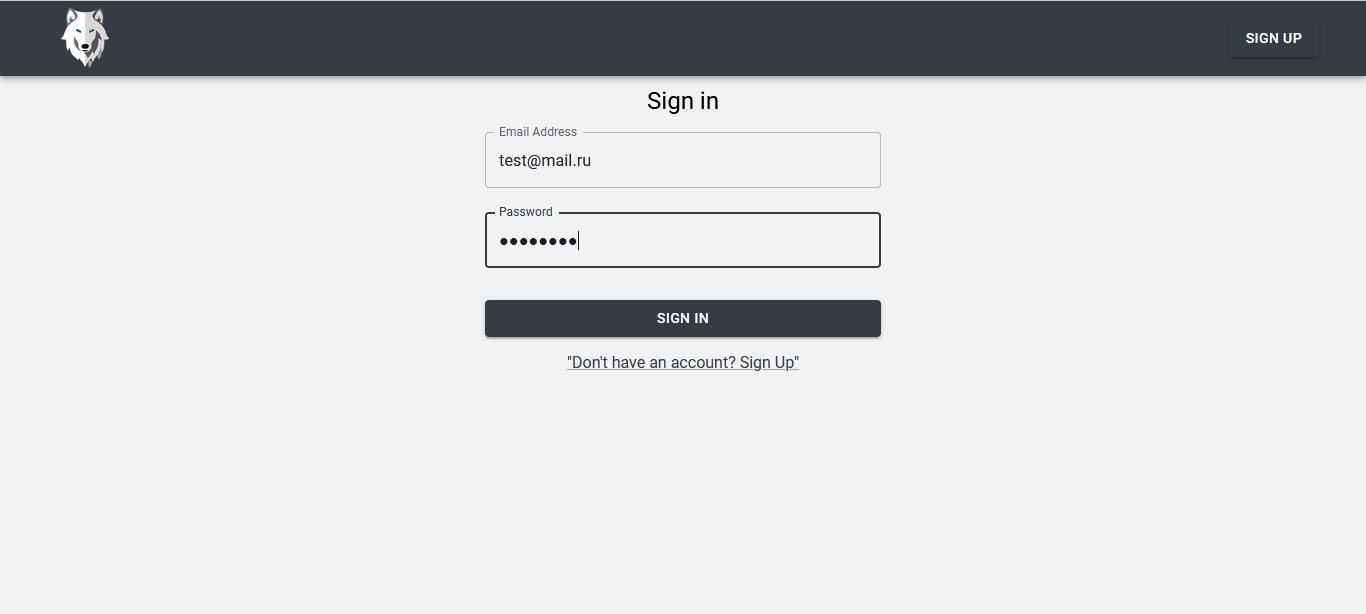 SIGN UP
Sign in
Email Address
test@mail.ru
Password
••••••••
SIGN IN
"Don't have an account? Sign Up"